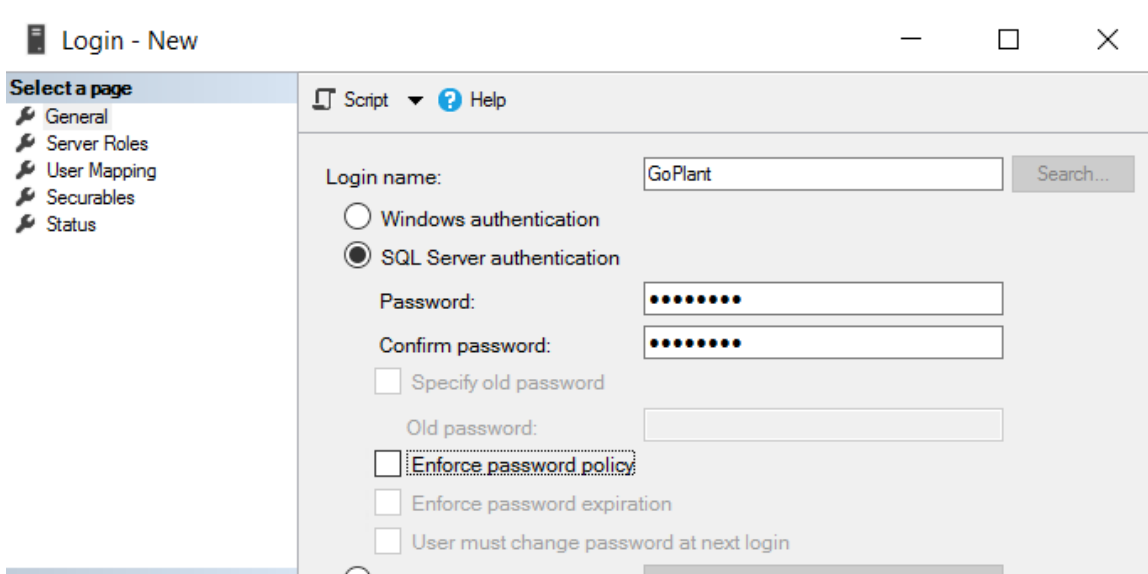 Login - New
Select a page
General
Server Roles
User Mapping
Securables
Status
Script
? Help
Login name: GoPlant Search...
Windows authentication
SQL Server authentication
Password: ●●●●●●●●
Confirm password: ●●●●●●●●
Specify old password
Old password:
Enforce password policy
Enforce password expiration
User must change password at next login